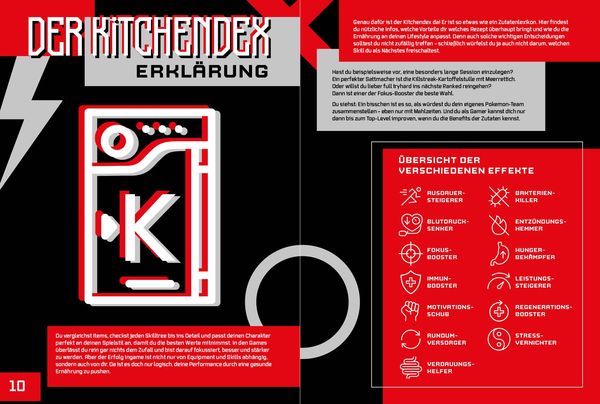 DER KITCHENDEX
ERKLÄRUNG
K
Du vergleichst Items, checkst jeden Skilltree bis ins Detail und passt deinen Charakter
perfekt an deinen Spielstil an, damit du die besten Werte mitnimmst. In den Games
überlässt du rein gar nichts dem Zufall und bist darauf fokussiert, besser und stärker
zu werden. Aber der Erfolg Ingame ist nicht nur von Equipment und Skills abhängig,
sondern auch von dir. Da ist es doch nur logisch, deine Performance durch eine gesunde
Ernährung zu pushen.
10
Genau dafür ist der Kitchendex da! Er ist so etwas wie ein Zutatenlexikon. Hier findest
du nützliche Infos, welche Vorteile dir welches Rezept überhaupt bringt und wie du die
Ernährung an deinen Lifestyle anpasst. Denn auch solche wichtigen Entscheidungen
solltest du nicht zufällig treffen – schließlich würfelst du ja auch nicht darum, welchen
Skill du als Nächstes freischaltest.
Hast du beispielsweise vor, eine besonders lange Session einzulegen?
Ein perfekter Sattmacher ist die Killstreak-Kartoffelstulle mit Meerrettich.
Oder willst du lieber full tryhard ins nächste Ranked reingehen?
Dann ist einer der Fokus-Booster die beste Wahl.
Du siehst: Ein bisschen ist es so, als würdest du dein eigenes Pokemon-Team
zusammenstellen – eben nur mit Mahlzeiten. Und du als Gamer kannst dich nur
dann bis zum Top-Level improven, wenn du die Benefits der Zutaten kennst.
ÜBERSICHT DER
VERSCHIEDENEN EFFEKTE
AUSDAUER-
STEIGERER
BLUTDRUCK-
SENKER
FOKUS-
BOOSTER
IMMUN-
BOOSTER
MOTIVATIONS-
SCHUB
RUNDUM-
VERSORGER
VERDAUUNGS-
HELFER
BAKTERIEN-
KILLER
ENTZÜNDUNGS-
HEMMER
HUNGER-
BEKÄMPFER
LEISTUNGS-
STEIGERER
REGENERATIONS-
BOOSTER
STRESS-
VERNICHTER